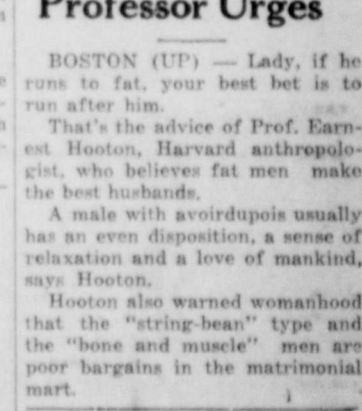 Professor Urges
BOSTON (UP) — Lady, if he
runs to fat, your best bet is to
run after him.
That's the advice of Prof. Earn-
est Hooton, Harvard anthropolo-
gist, who believes fat men make
the best husbands.
A male with avoirdupois usually
has an even disposition, a sense of
relaxation and a love of mankind,
says Hooton.
Hooton also warned womanhood
that the "string-bean" type and
the "bone and muscle" men are
poor bargains in the matrimonial
mart.